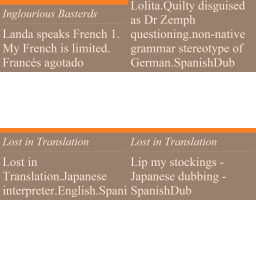 Inglourious Basterds
Landa speaks French 1.
My French is limited.
Francés agotado
Lolita.Quilty disguised
as Dr Zemph
questioning.non-native
grammar stereotype of
German.SpanishDub
Lost in Translation
Lost in
Translation.Japanese
interpreter.English.Spani
Lost in Translation
Lip my stockings -
Japanese dubbing -
SpanishDub